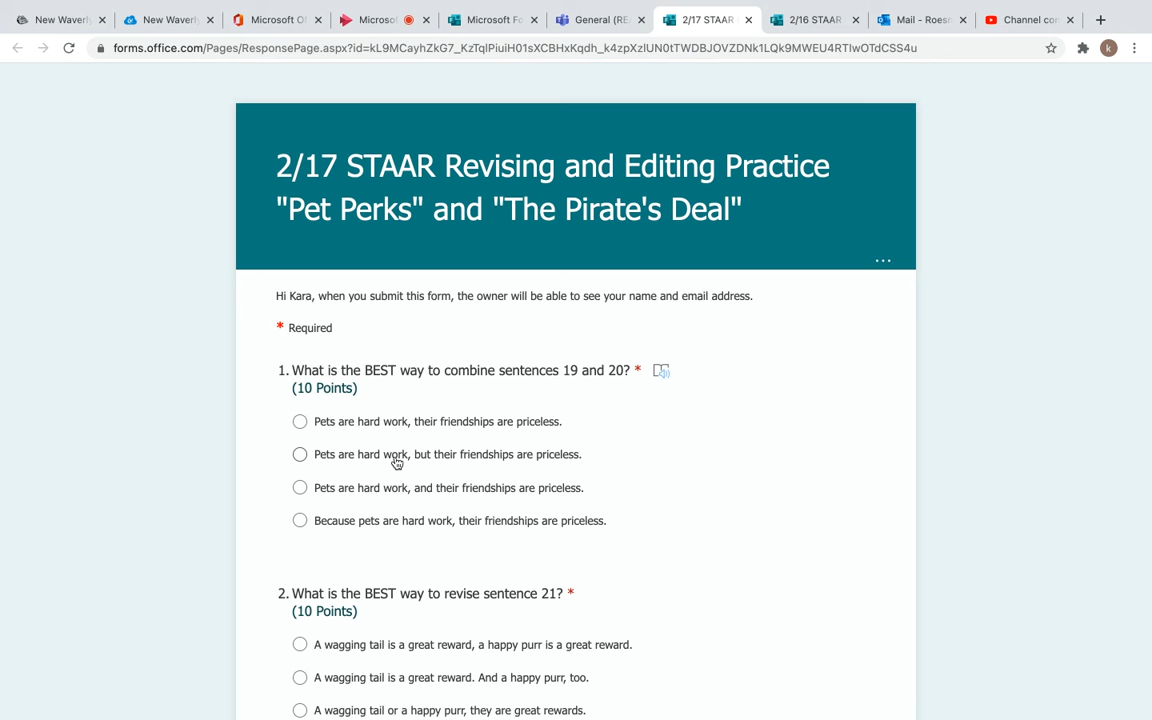 New Waverly
New Waverly
Microsoft Of
Microso
Microsoft Fo
General (REA
2/17 STAAR
2/16 STAAR
Mail - Roesn
Channel con
forms.office.com/Pages/ResponsePage.aspx?id=kL9MCayhZkG7_KzTqlPiuiH01sXCBHxKqdh_k4zpXzlUN0tTWDBJOVZDNk1LQk9MWEU4RTlwOTdCSS4u
k
2/17 STAAR Revising and Editing Practice
"Pet Perks" and "The Pirate's Deal"
...
Hi Kara, when you submit this form, the owner will be able to see your name and email address.
* Required
1. What is the BEST way to combine sentences 19 and 20? *
(10 Points)
Pets are hard work, their friendships are priceless.
Pets are hard work, but their friendships are priceless.
Pets are hard work, and their friendships are priceless.
Because pets are hard work, their friendships are priceless.
2. What is the BEST way to revise sentence 21? *
(10 Points)
A wagging tail is a great reward, a happy purr is a great reward.
A wagging tail is a great reward. And a happy purr, too.
A wagging tail or a happy purr, they are great rewards.